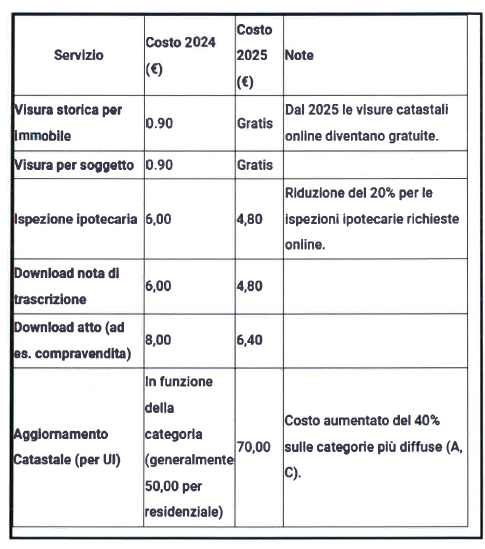 Servizio
Costo 2024
(€)
Costo
2025
(€)
Note
Visura storica per
immobile
0.90
Gratis
Dal 2025 le visure catastali
online diventano gratuite.
Visura per soggetto
0.90
Gratis
Ispezione ipotecaria
6,00
4,80
Riduzione del 20% per le
ispezioni ipotecarie richieste
online.
Download nota di
trascrizione
6,00
4,80
Download atto (ad
es. compravendita)
8,00
6,40
Aggiornamento
Catastale (per UI)
In funzione
della
categoria
(generalmente
50,00 per
residenziale)
70,00
Costo aumentato del 40%
sulle categorie più diffuse (A,
C).